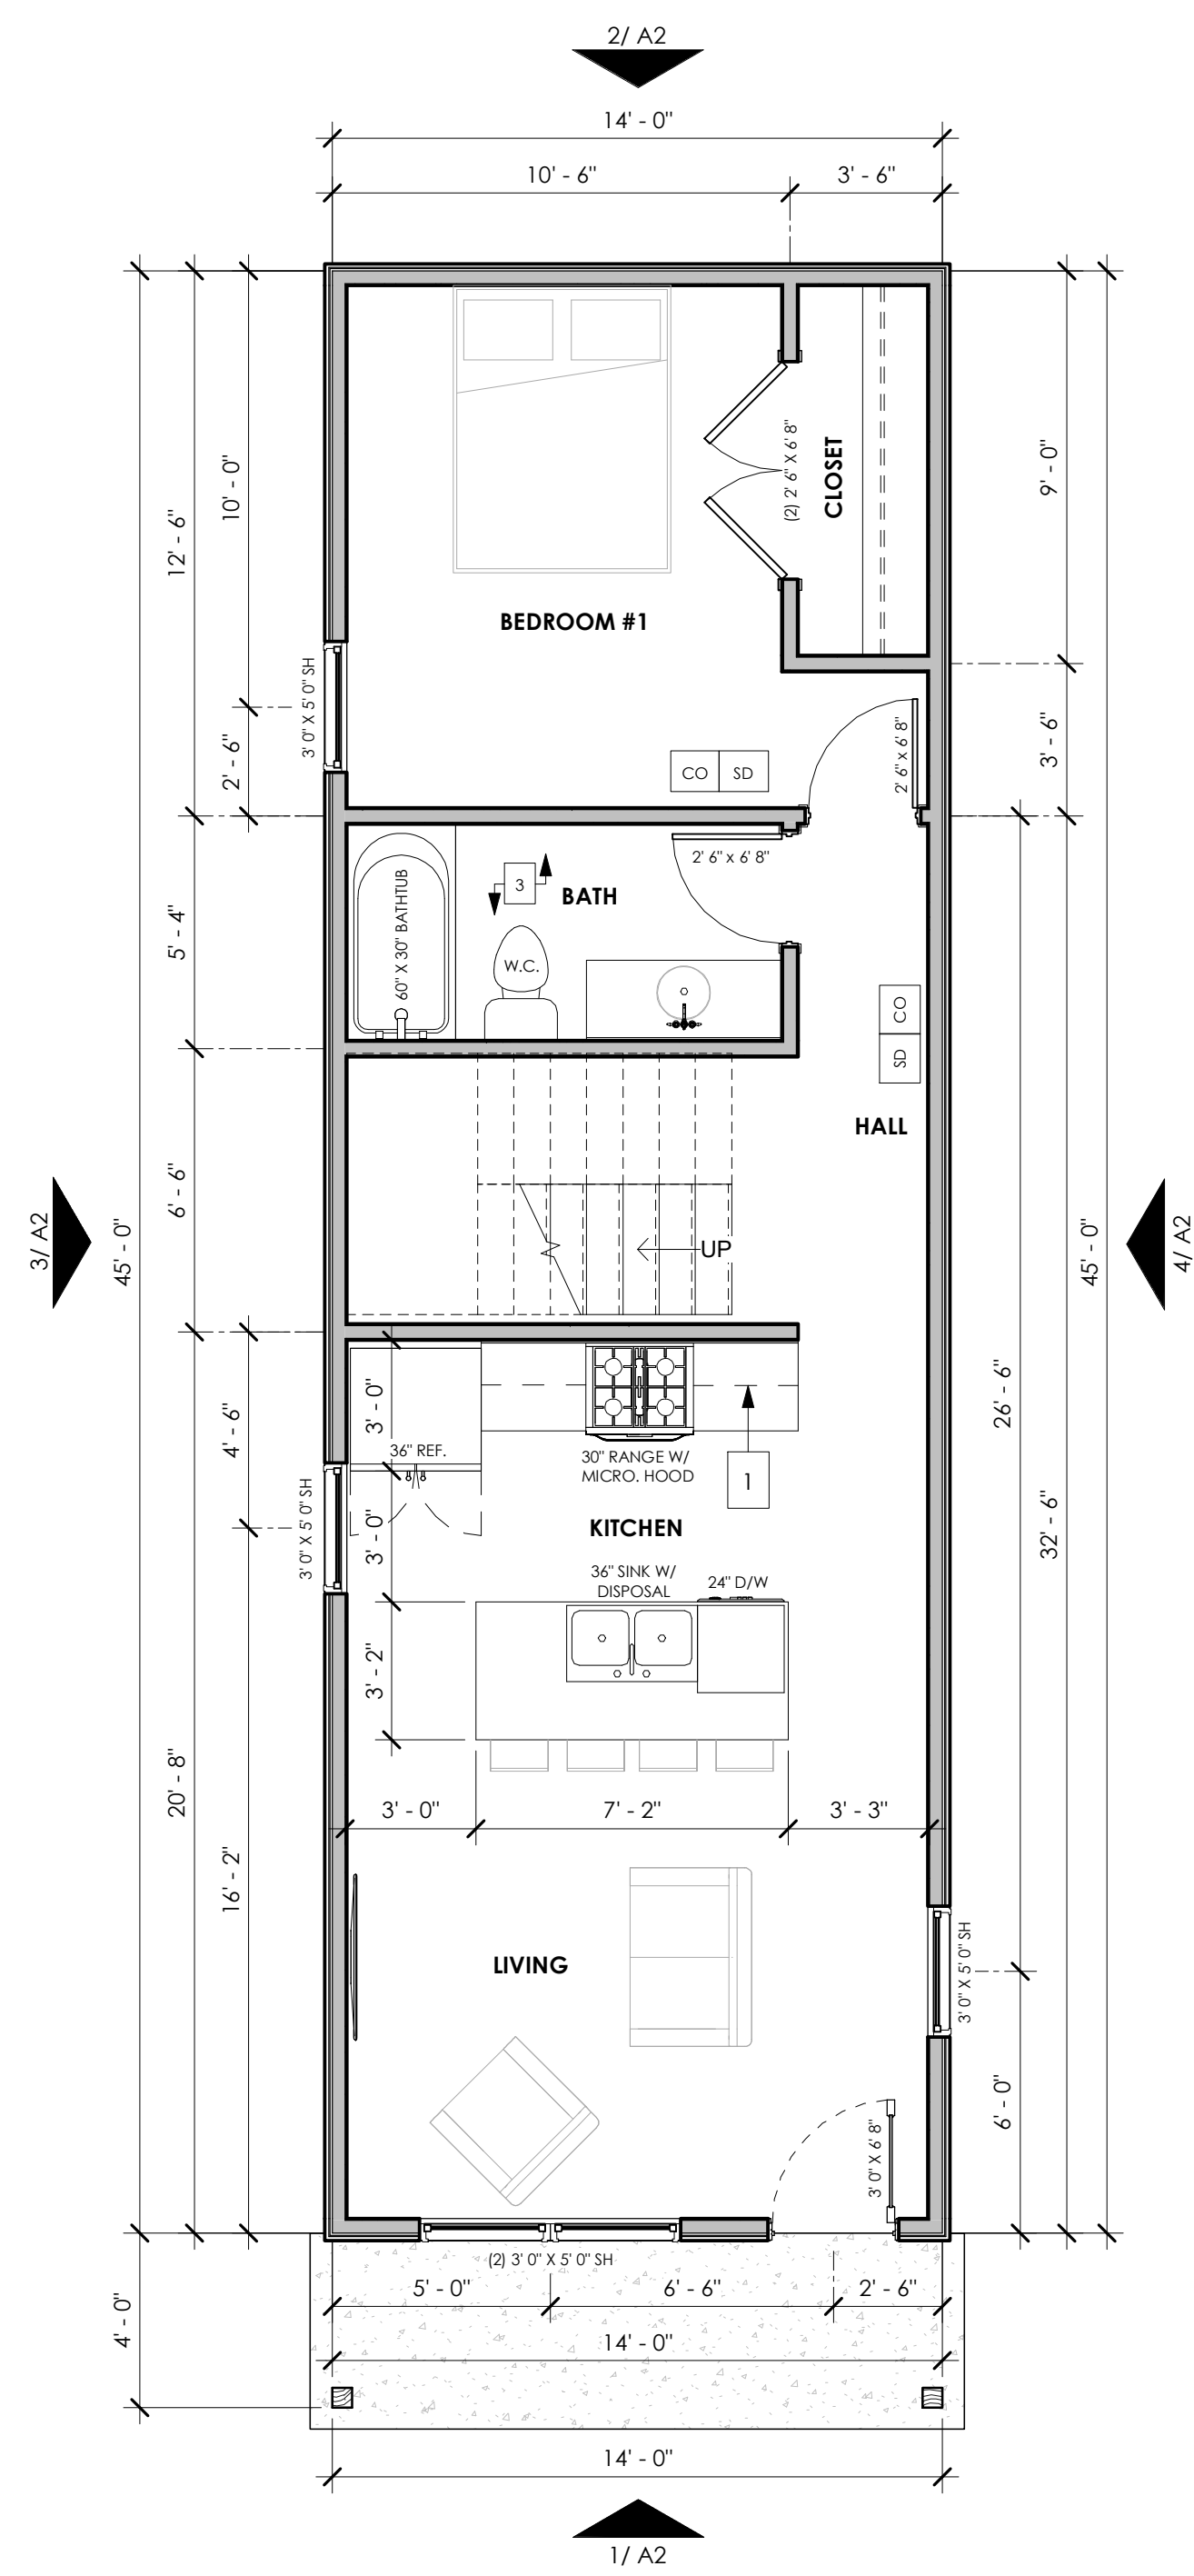 2/ A2
14' - 0"
10' - 6"
3' - 6"
10' - 0"
12' - 6"
9' - 0"
(2) 2' 6" X 6' 8"
CLOSET
BEDROOM #1
3' 0" X 5' 0" SH
2' - 6"
2' 6" x 6' 8"
3' - 6"
CO
SD
2' 6" x 6' 8"
3
BATH
60" X 30" BATHTUB
5' - 4"
W.C.
CO
SD
HALL
6' - 6"
3/ A2
45' - 0"
UP
45' - 0"
4/ A2
3' - 0"
4' - 6"
36" REF.
30" RANGE W/
MICRO. HOOD
1
26' - 6"
3' 0" X 5' 0" SH
3' - 0"
KITCHEN
32' - 6"
36" SINK W/
DISPOSAL
24" D/W
3' - 2"
20' - 8"
3' - 0"
7' - 2"
3' - 3"
16' - 2"
LIVING
3' 0" X 5' 0" SH
6' - 0"
3' 0" X 6' 8"
(2) 3' 0" X 5' 0" SH
5' - 0"
6' - 6"
2' - 6"
4' - 0"
14' - 0"
14' - 0"
1/ A2